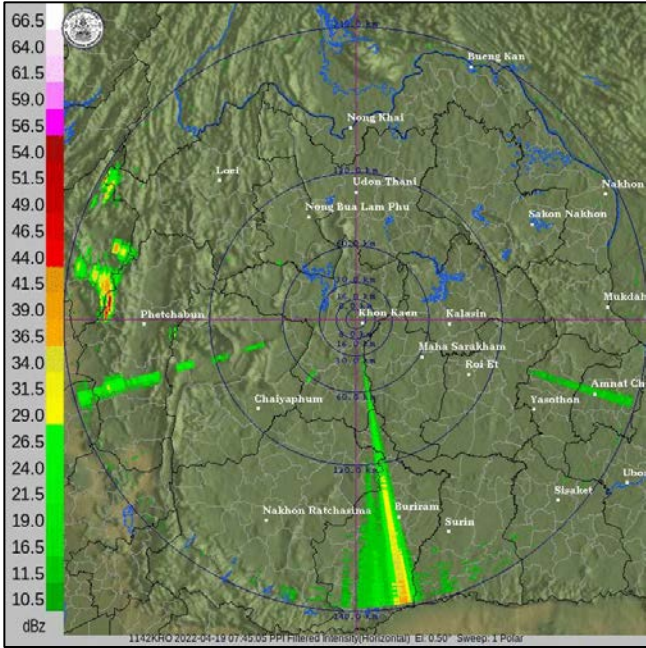 66.5
64.0
61.5
59.0
56.5
54.0
51.5
49.0
46.5
44.0
41.5
39.0
36.5
34.0
31.5
29.0
26.5
24.0
21.5
19.0
16.5
14.0
11.5
10.5
dBz
Bueng Kan
Nong Khai
Loei
Udon Thani
Nakhon
Nong Bua Lam Phu
Sakon Nakhon
Mukdah
Phetchabun
Khon Kaen
Kalasin
Maha Sarakham
Roi Et
Amnat Ch
Chaiyaphum
Yasothon
Ubo
Sisaket
Nakhon Ratchasima
Buriram
Surin
1142KHO 2022-04-19 07:45:05 PPI Filtered Intensity(Horizontal) El: 0.50° Sweep: 1 Polar